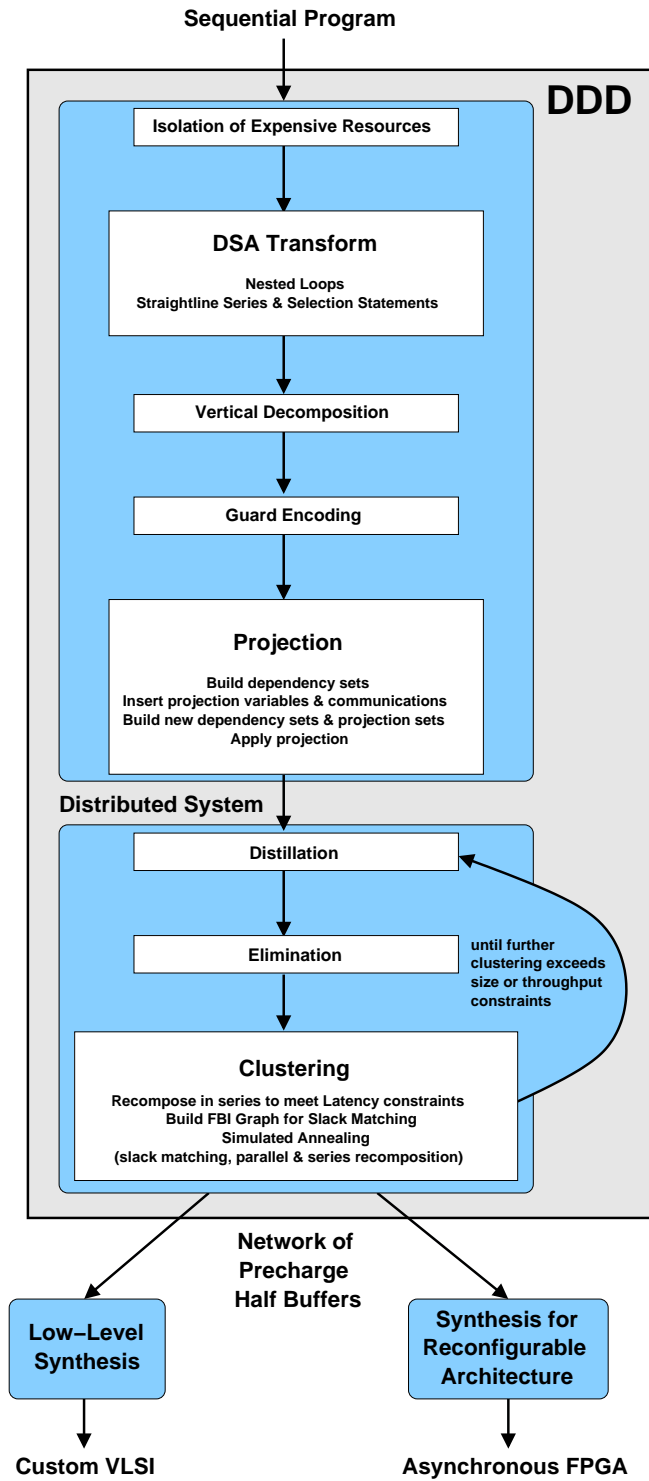 Sequential Program
DDD
Isolation of Expensive Resources
DSA Transform
Nested Loops
Straightline Series & Selection Statements
Vertical Decomposition
Guard Encoding
Projection
Build dependency sets
Insert projection variables & communications
Build new dependency sets & projection sets
Apply projection
Distributed System
Distillation
Elimination
until further
clustering exceeds
size or throughput
constraints
Clustering
Recompose in series to meet Latency constraints
Build FBI Graph for Slack Matching
Simulated Annealing
(slack matching, parallel & series recomposition)
Network of
Precharge
Half Buffers
Low−Level
Synthesis
Synthesis for
Reconfigurable
Architecture
Custom VLSI
Asynchronous FPGA